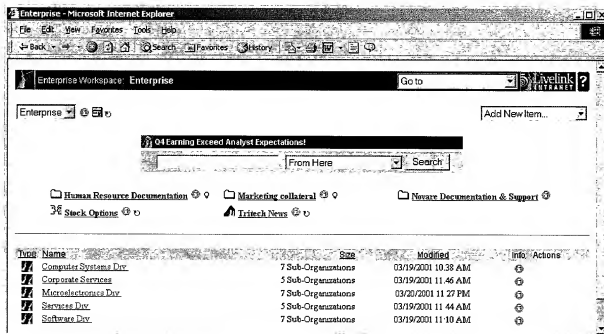 Enterprise - Microsoft Internet Explorer
File Edit View Favorites Tools Help
Back Search Favorites History
Enterprise Workspace: Enterprise Go to Livelink INTRANET ?
Enterprise Add New Item...
Q4 Earning Exceed Analyst Expectations!
From Here Search
Human Resource Documentation Marketing collateral Novare Documentation & Support
Stock Options Tritech News
Type Name Size Modified Info Actions
Computer Systems Div 7 Sub-Organizations 03/19/2001 10:38 AM
Corporate Services 5 Sub-Organizations 03/19/2001 11:46 AM
Microelectronics Div 5 Sub-Organizations 03/20/2001 11:27 PM
Services Div 5 Sub-Organizations 03/19/2001 11:44 AM
Software Div 7 Sub-Organizations 03/19/2001 11:10 AM